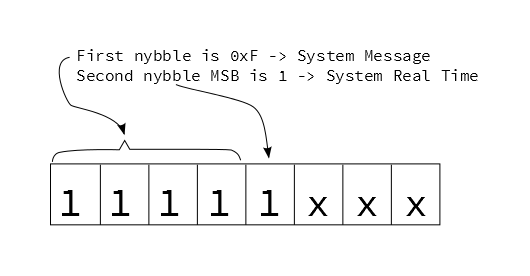 First nybble is 0xF -> System Message
Second nybble MSB is 1 -> System Real Time
1 1 1 1 1 x x x